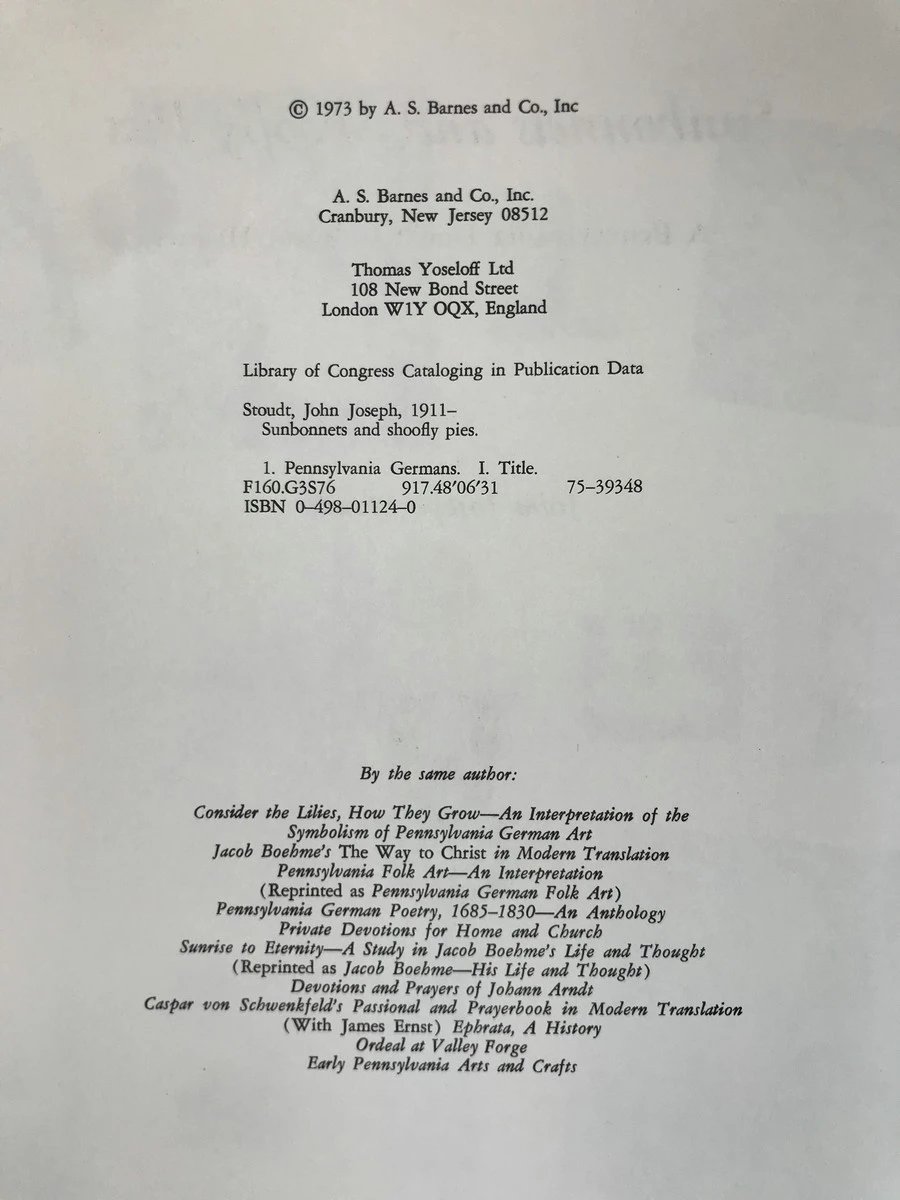 © 1973 by A. S. Barnes and Co., Inc
A. S. Barnes and Co., Inc.
Cranbury, New Jersey 08512
Thomas Yoseloff Ltd
108 New Bond Street
London W1Y OQX, England
Library of Congress Cataloging in Publication Data
Stoudt, John Joseph, 1911–
Sunbonnets and shoofly pies.
1. Pennsylvania Germans. I. Title.
F160.G3S76 917.48′06′31 75–39348
ISBN 0–498–01124–0
By the same author:
Consider the Lilies, How They Grow—An Interpretation of the
Symbolism of Pennsylvania German Art
Jacob Boehme's The Way to Christ in Modern Translation
Pennsylvania Folk Art—An Interpretation
(Reprinted as Pennsylvania German Folk Art)
Pennsylvania German Poetry, 1685–1830—An Anthology
Private Devotions for Home and Church
Sunrise to Eternity—A Study in Jacob Boehme's Life and Thought
(Reprinted as Jacob Boehme—His Life and Thought)
Devotions and Prayers of Johann Arndt
Caspar von Schwenkfeld's Passional and Prayerbook in Modern Translation
(With James Ernst) Ephrata, A History
Ordeal at Valley Forge
Early Pennsylvania Arts and Crafts